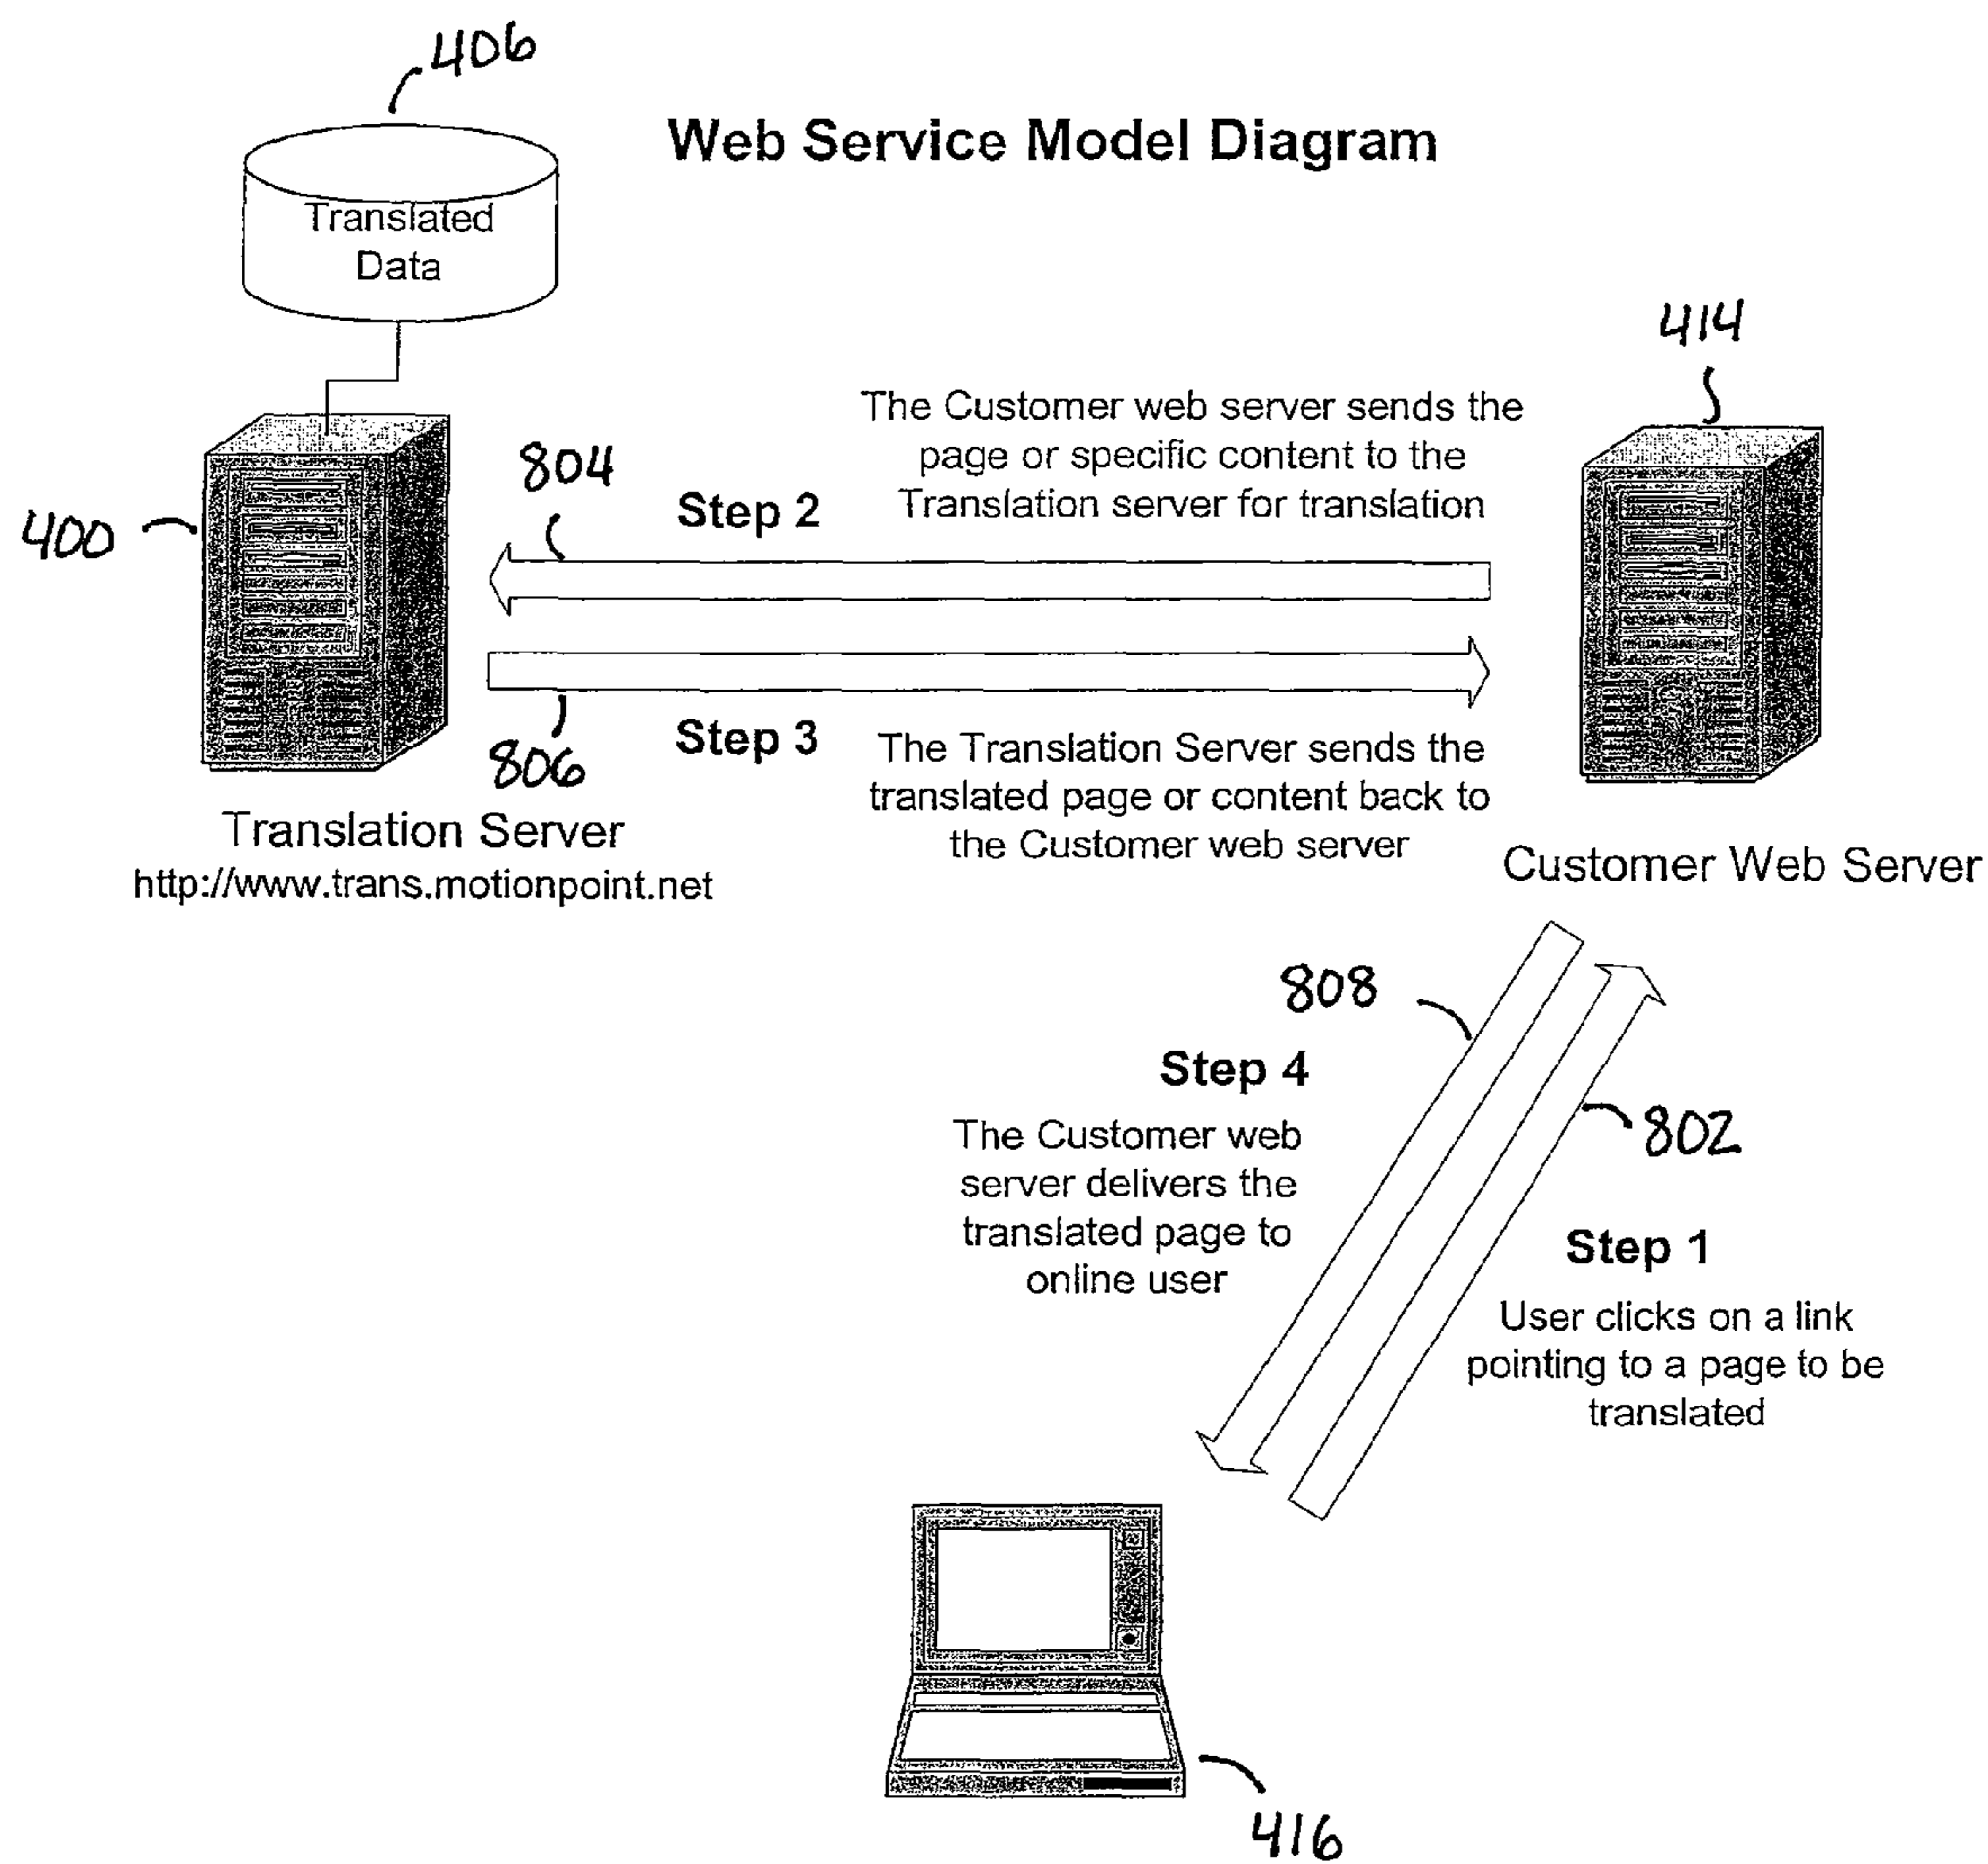 406
Web Service Model Diagram
Translated
Data
414
The Customer web server sends the
page or specific content to the
Translation server for translation
804
Step 2
400
806
Step 3
The Translation Server sends the
translated page or content back to
the Customer web server
Translation Server
http://www.trans.motionpoint.net
Customer Web Server
808
Step 4
The Customer web
server delivers the
translated page to
online user
802
Step 1
User clicks on a link
pointing to a page to be
translated
416